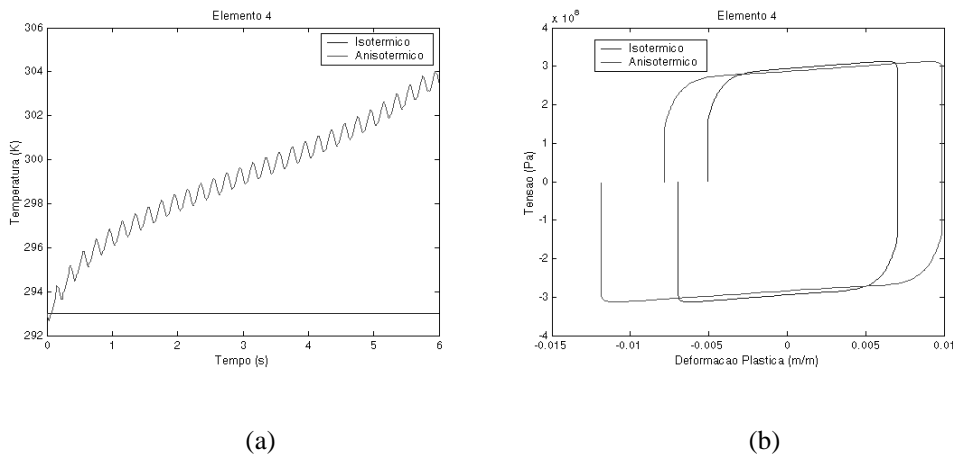 Elemento 4
306
304
302
300
298
296
294
292
Temperatura (K)
Isotermico
Anisotermico
0 1 2 3 4 5 6
Tempo (s)
Elemento 4
x 10⁸
4
3
2
1
0
-1
-2
-3
-4
Tensao (Pa)
Isotermico
Anisotermico
-0.015 -0.01 -0.005 0 0.005 0.01
Deformacao Plastica (m/m)
(a) (b)